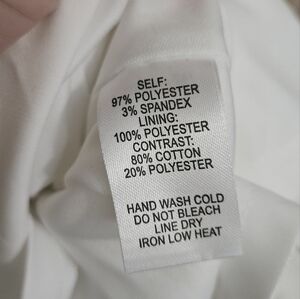 SELF:
97% POLYESTER
3% SPANDEX
LINING:
100% POLYESTER
CONTRAST:
80% COTTON
20% POLYESTER
HAND WASH COLD
DO NOT BLEACH
LINE DRY
IRON LOW HEAT